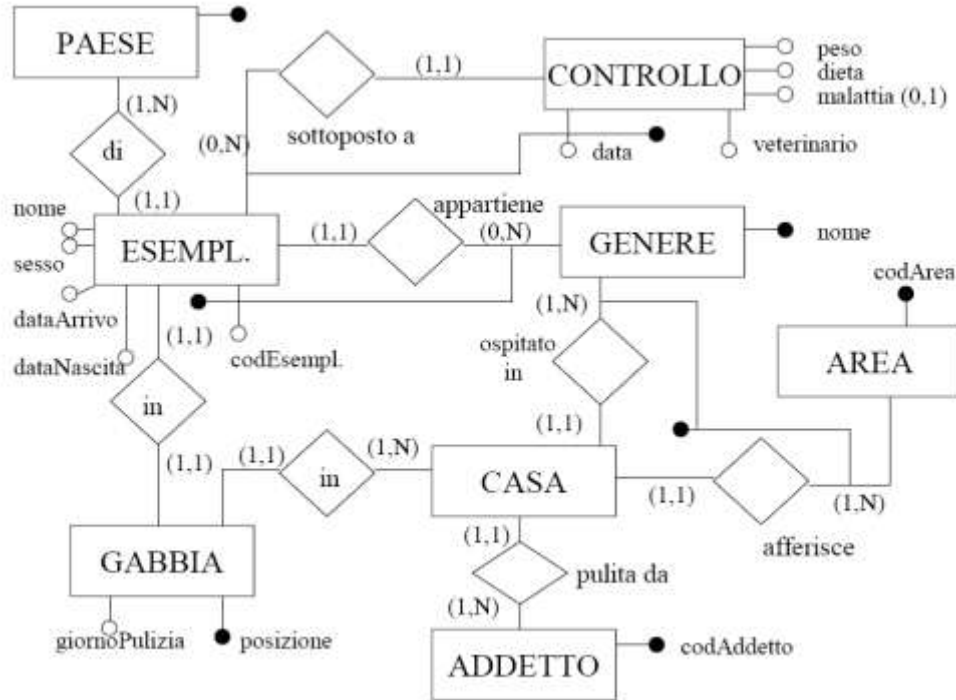 PAESE
(1,N)
di
(1,1)
sottoposto a
(0,N)
(1,1)
CONTROLLO
peso
dieta
malattia (0,1)
data
veterinario
nome
sesso
dataArrivo
dataNascita
ESEMPL.
codEsempl.
(1,1)
appartiene
(0,N)
GENERE
nome
codArea
AREA
(1,1)
in
(1,1)
(1,N)
ospitato
in
(1,1)
(1,1)
in
(1,N)
CASA
(1,1)
(1,N)
afferisce
GABBIA
giornoPulizia
posizione
(1,1)
pulita da
(1,N)
ADDETTO
codAddetto